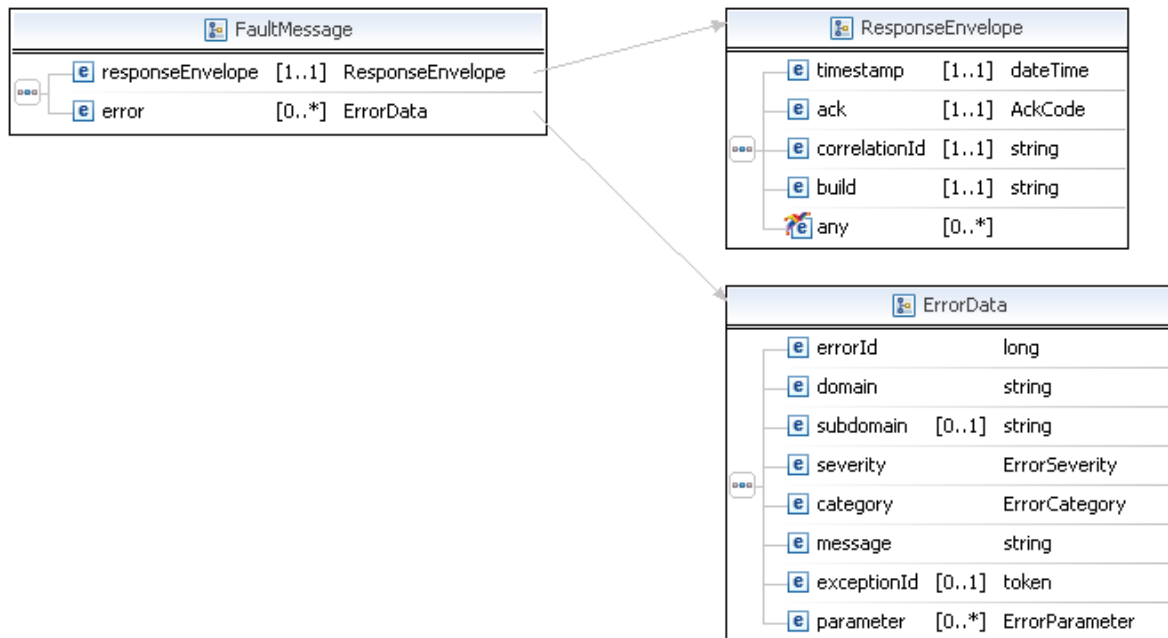 FaultMessage
e responseEnvelope [1..1] ResponseEnvelope
e error [0..*] ErrorData
ResponseEnvelope
e timestamp [1..1] dateTime
e ack [1..1] AckCode
e correlationId [1..1] string
e build [1..1] string
e any [0..*]
ErrorData
e errorId long
e domain string
e subdomain [0..1] string
e severity ErrorSeverity
e category ErrorCategory
e message string
e exceptionId [0..1] token
e parameter [0..*] ErrorParameter